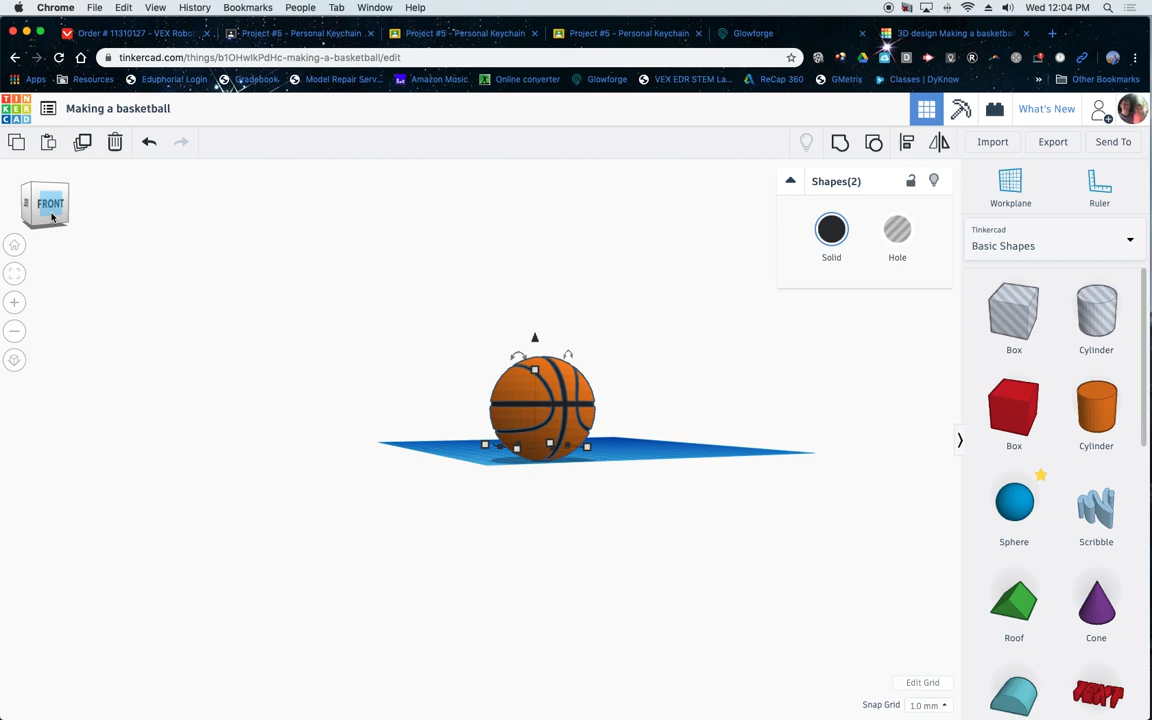 Chrome File Edit View History Bookmarks People Tab Window Help Wed 12:04 PM
Order # 11310127 - VEX Robot Project #6 - Personal Keychain Project #5 - Personal Keychain Project #5 - Personal Keychain Glowforge 3D design Making a basketball
tinkercad.com/things/b1OHwIkPdHc-making-a-basketball/edit
Apps Resources Eduphoria! Login Gradebook Model Repair Serv... Amazon Music Online converter Glowforge VEX EDR STEM La... ReCap 360 GMetrix Classes | DyKnow » Other Bookmarks
TIN
KER
CAD
Making a basketball What's New
Import Export Send To
Shapes(2)
FRONT
Workplane Ruler
Solid Hole
Tinkercad
Basic Shapes
Box Cylinder
Box Cylinder
Sphere Scribble
Roof Cone
TEXT
Edit Grid
Snap Grid 1.0 mm